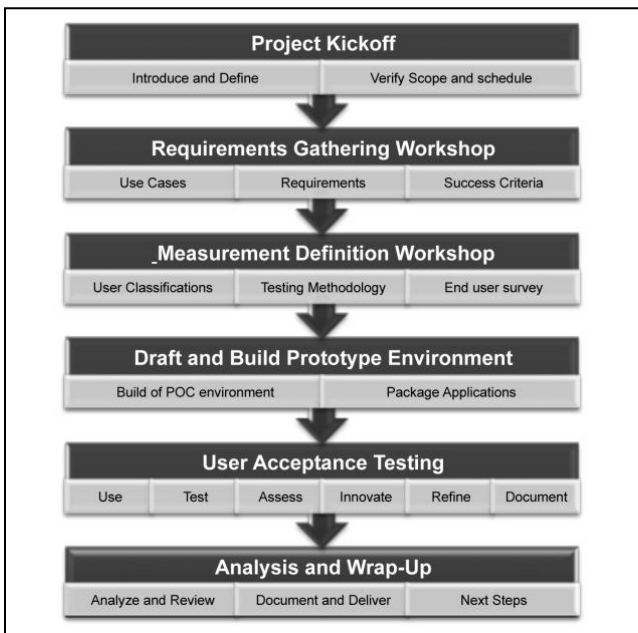 Project Kickoff
Introduce and Define Verify Scope and schedule
Requirements Gathering Workshop
Use Cases Requirements Success Criteria
_Measurement Definition Workshop
User Classifications Testing Methodology End user survey
Draft and Build Prototype Environment
Build of POC environment Package Applications
User Acceptance Testing
Use Test Assess Innovate Refine Document
Analysis and Wrap-Up
Analyze and Review Document and Deliver Next Steps